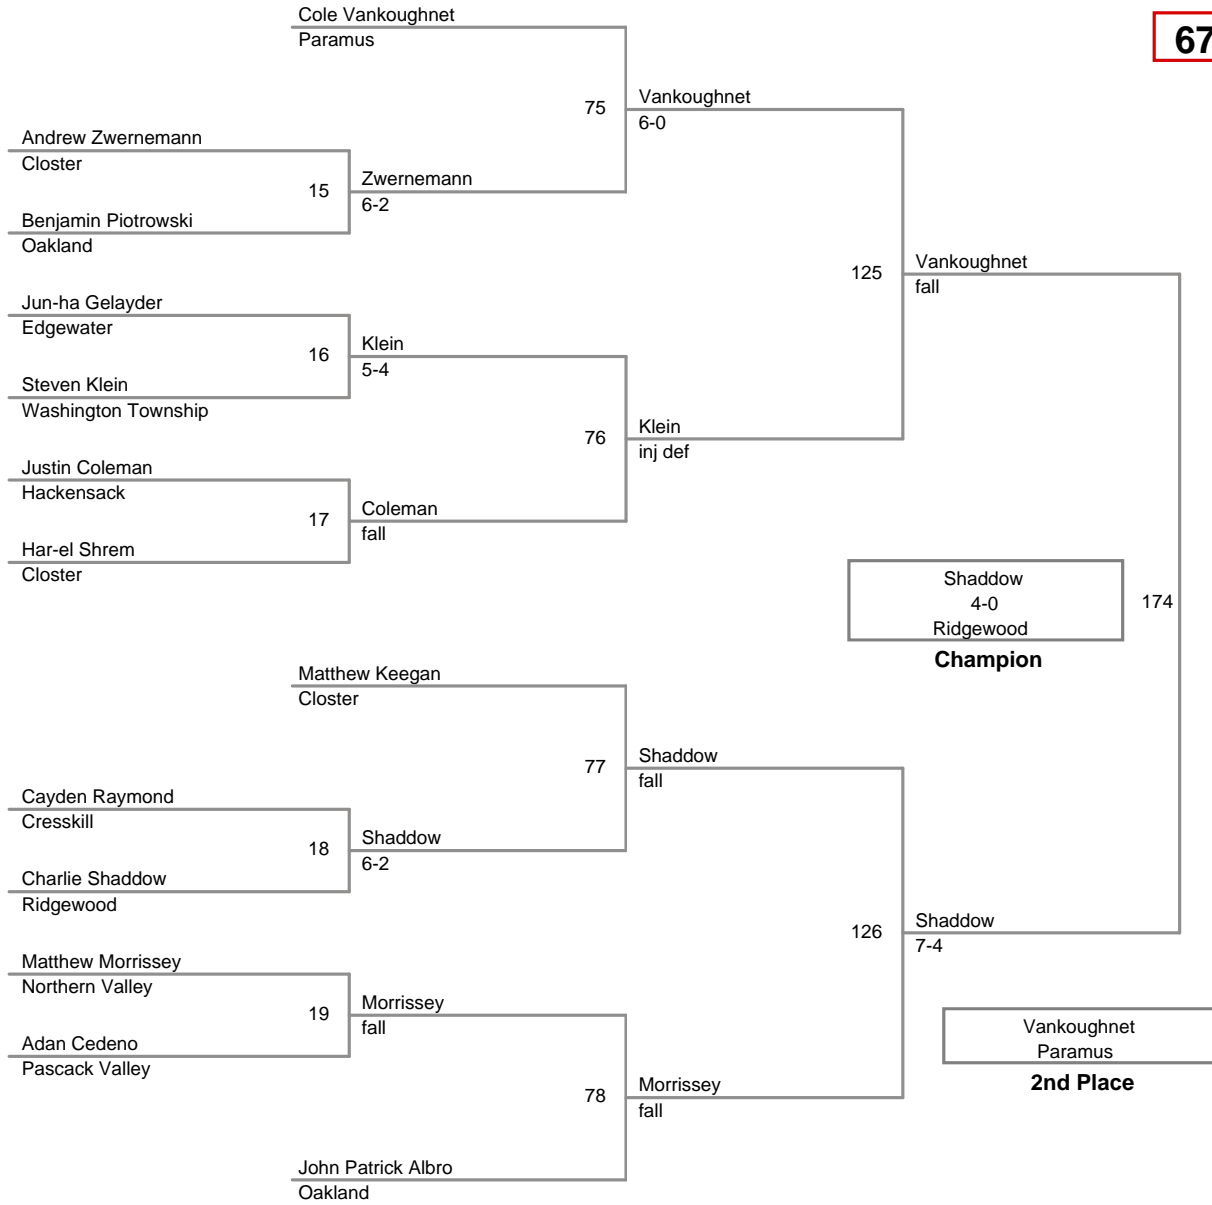 Cole Vankoughnet
Paramus
67
75
Vankoughnet
6-0
Andrew Zwernemann
Closter
15
Zwernemann
6-2
Benjamin Piotrowski
Oakland
125
Vankoughnet
fall
Jun-ha Gelayder
Edgewater
16
Klein
5-4
Steven Klein
Washington Township
76
Klein
inj def
Justin Coleman
Hackensack
17
Coleman
fall
Har-el Shrem
Closter
Shaddow
4-0
Ridgewood
Champion
174
Matthew Keegan
Closter
77
Shaddow
fall
Cayden Raymond
Cresskill
18
Shaddow
6-2
Charlie Shaddow
Ridgewood
126
Shaddow
7-4
Matthew Morrissey
Northern Valley
19
Morrissey
fall
Adan Cedeno
Pascack Valley
Vankoughnet
Paramus
2nd Place
78
Morrissey
fall
John Patrick Albro
Oakland